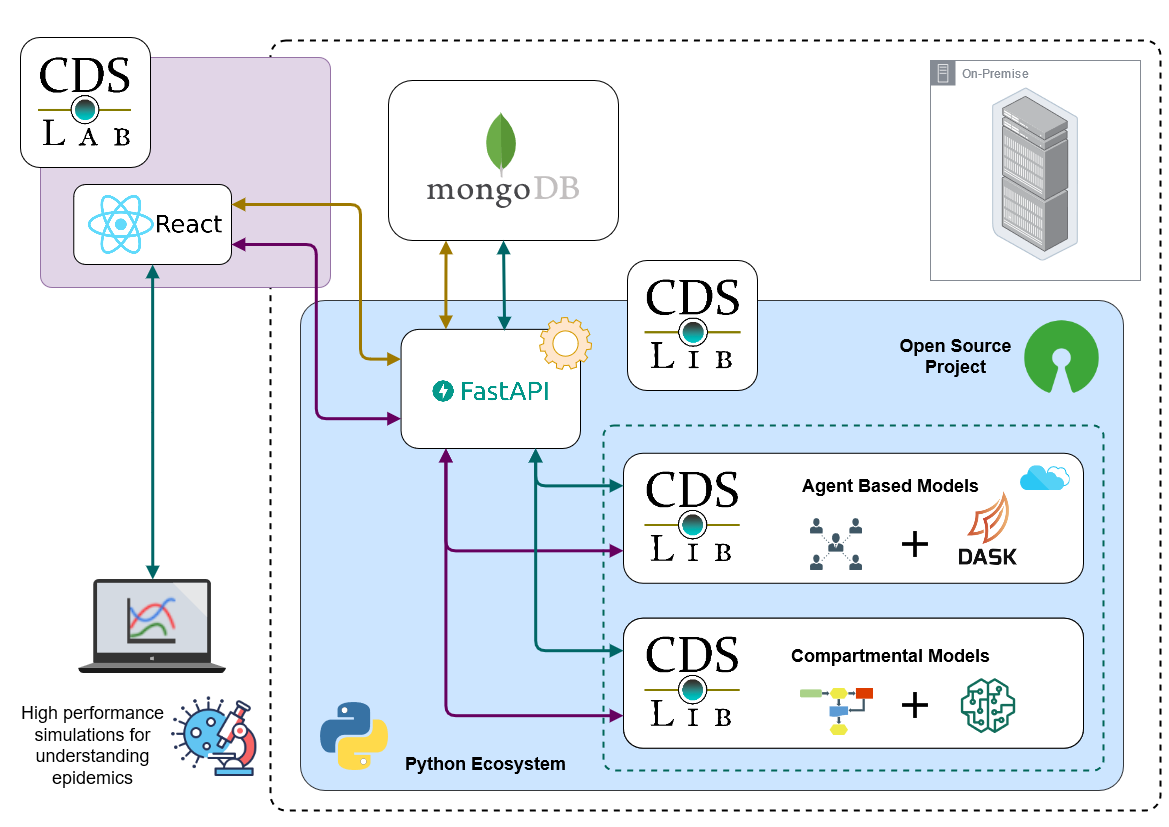 CDS
LAB
React
mongoDB
On-Premise
CDS
LIB
Open Source
Project
FastAPI
CDS
LIB
Agent Based Models
+
DASK
CDS
LIB
Compartmental Models
+
High performance
simulations for
understanding
epidemics
Python Ecosystem